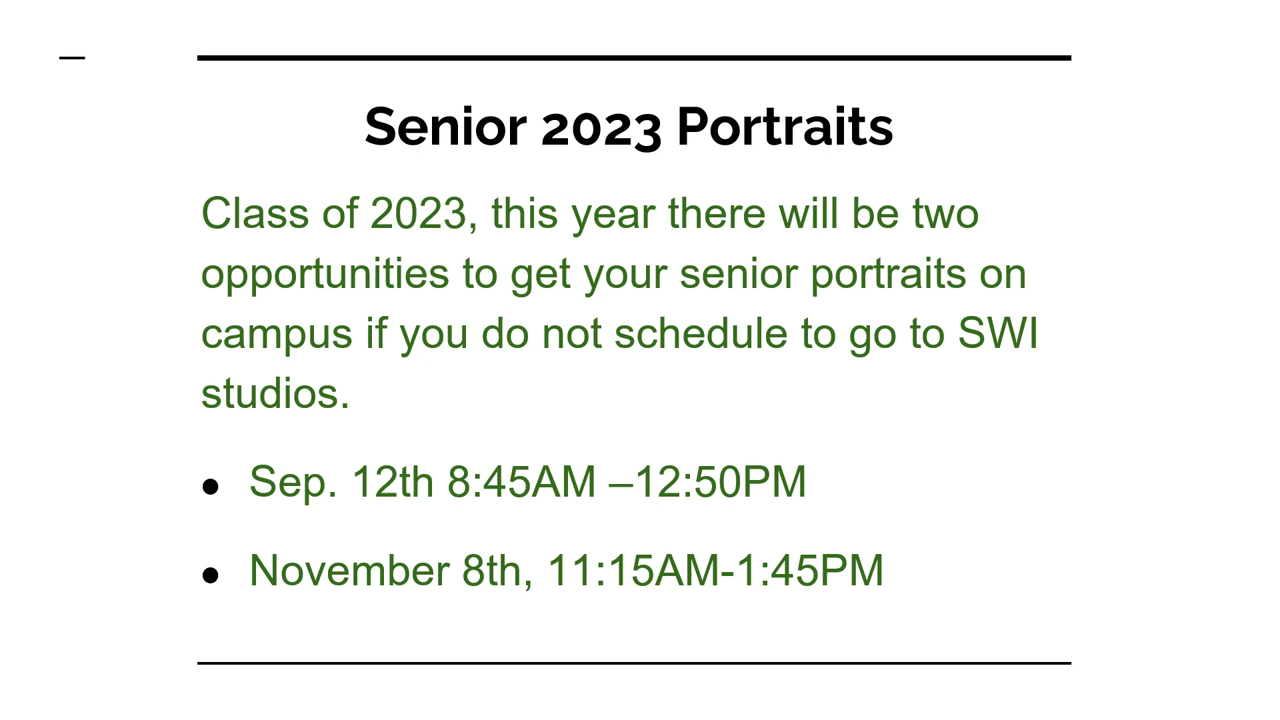 Senior 2023 Portraits
Class of 2023, this year there will be two
opportunities to get your senior portraits on
campus if you do not schedule to go to SWI
studios.
● Sep. 12th 8:45AM –12:50PM
● November 8th, 11:15AM-1:45PM